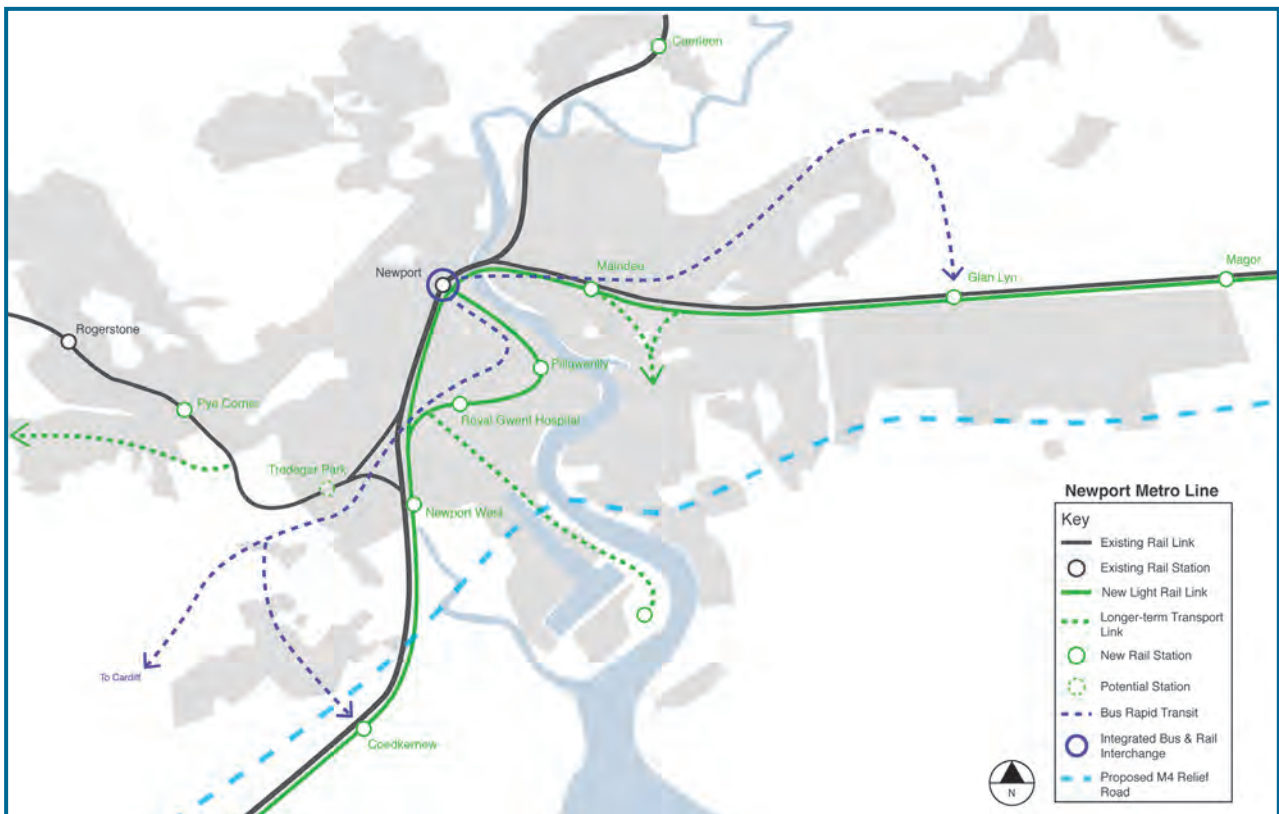 Caerleon
Newport
Maindee
Glan Lyn
Magor
Rogerstone
Pye Corner
Pillgwenlly
Royal Gwent Hospital
Tredegar Park
Newport West
To Cardiff
Coedkernew
Newport Metro Line
Key
Existing Rail Link
Existing Rail Station
New Light Rail Link
Longer-term Transport
Link
New Rail Station
Potential Station
Bus Rapid Transit
Integrated Bus & Rail
Interchange
Proposed M4 Relief
Road
N